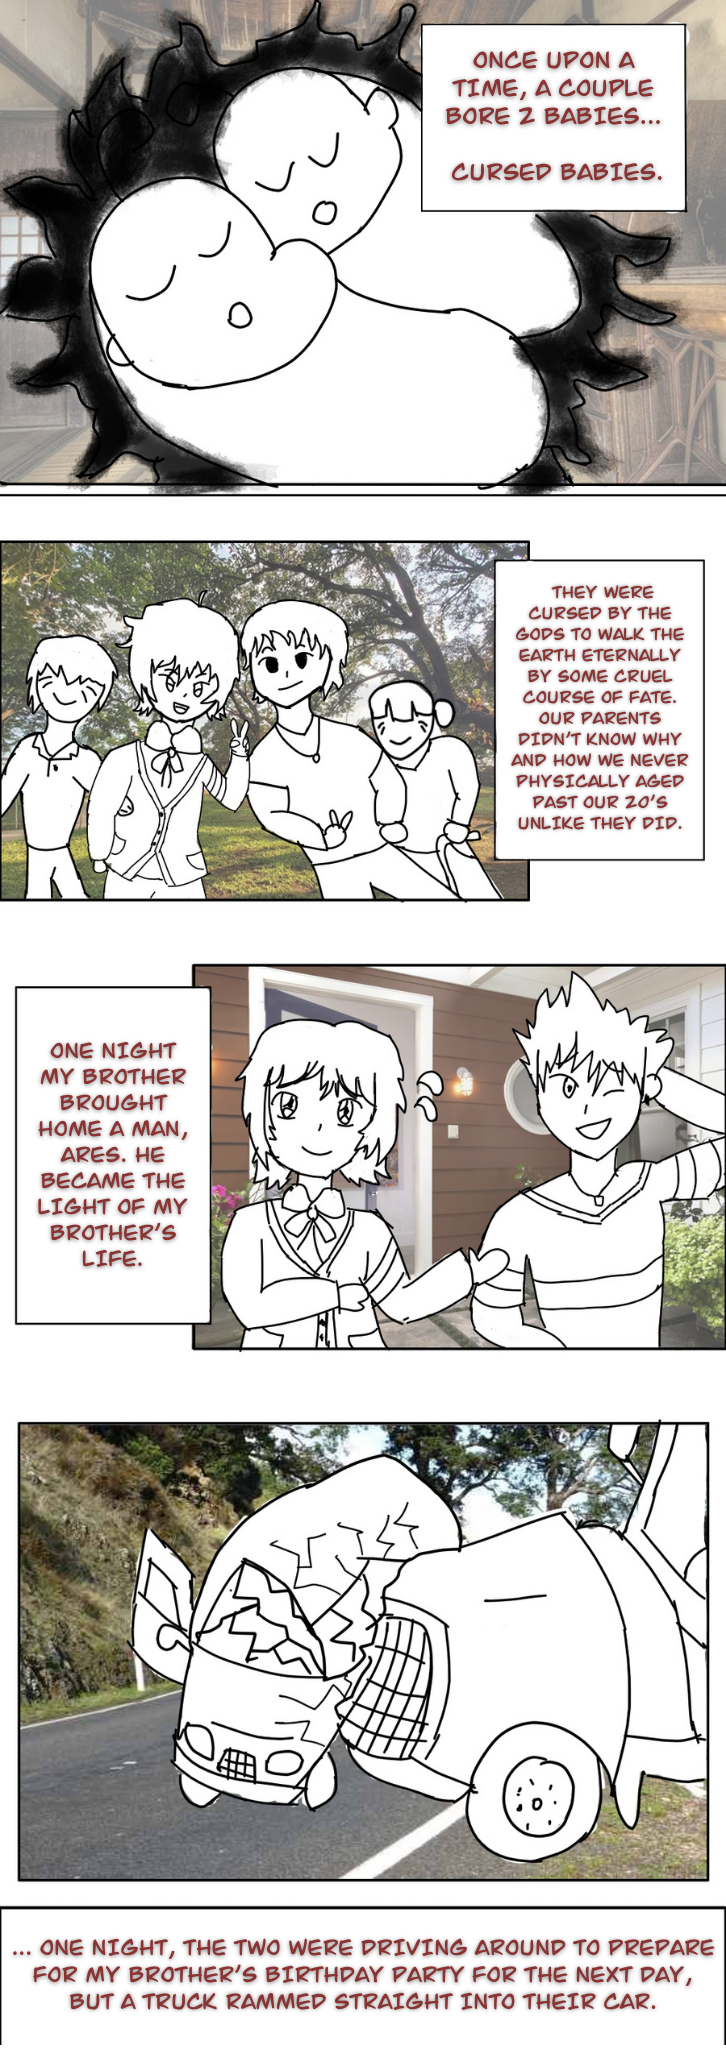 ONCE UPON A
TIME, A COUPLE
BORE 2 BABIES...
CURSED BABIES.
THEY WERE
CURSED BY THE
GODS TO WALK THE
EARTH ETERNALLY
BY SOME CRUEL
COURSE OF FATE.
OUR PARENTS
DIDN'T KNOW WHY
AND HOW WE NEVER
PHYSICALLY AGED
PAST OUR 20'S
UNLIKE THEY DID.
ONE NIGHT
MY BROTHER
BROUGHT
HOME A MAN,
ARES. HE
BECAME THE
LIGHT OF MY
BROTHER'S
LIFE.
... ONE NIGHT, THE TWO WERE DRIVING AROUND TO PREPARE
FOR MY BROTHER'S BIRTHDAY PARTY FOR THE NEXT DAY,
BUT A TRUCK RAMMED STRAIGHT INTO THEIR CAR.